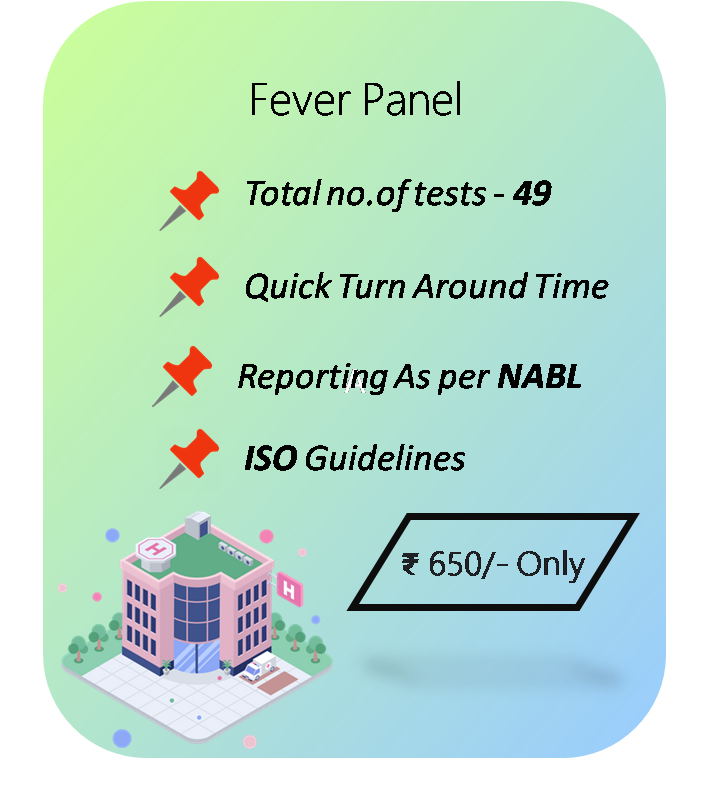 Fever Panel
Total no.of tests - 49
Quick Turn Around Time
Reporting As per NABL
ISO Guidelines
₹ 650/- Only
H
H